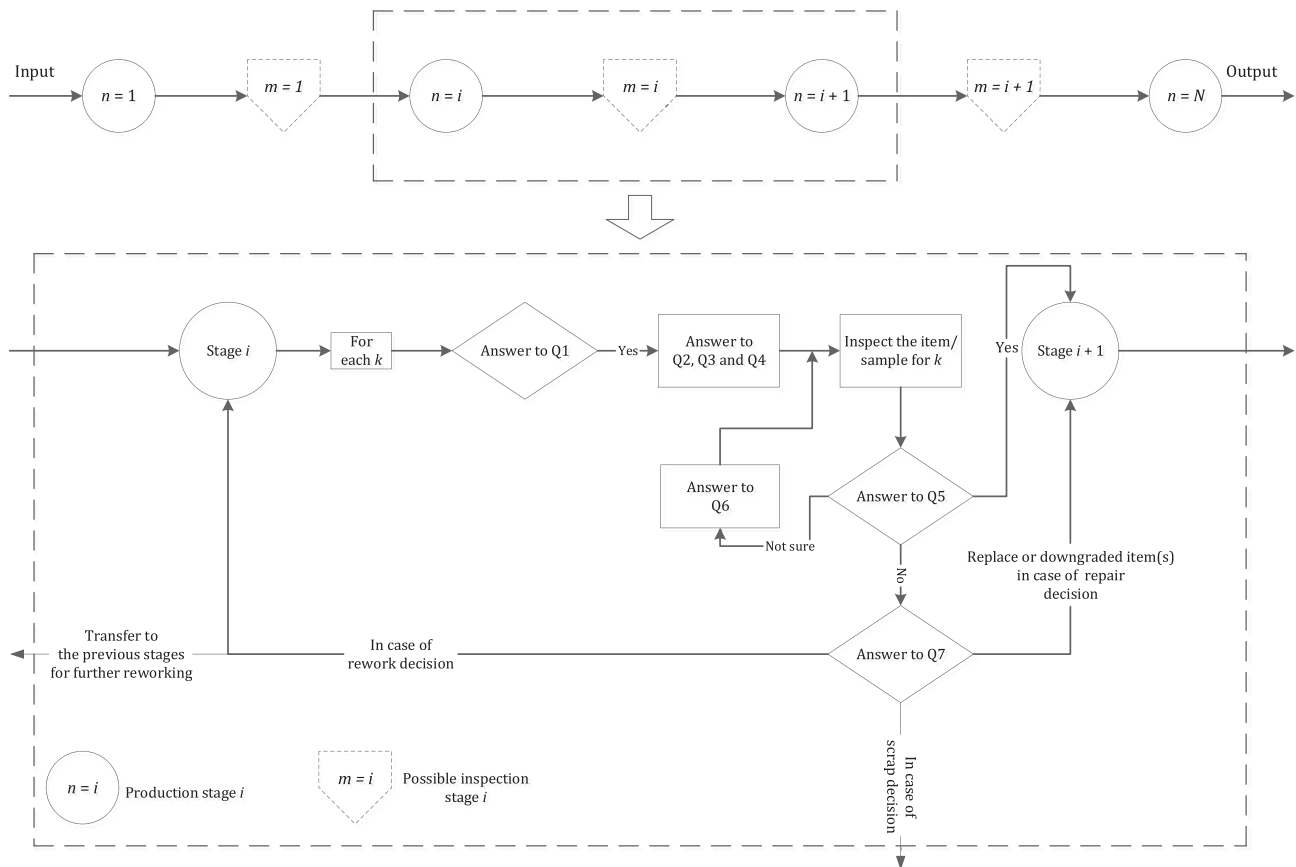 Input
n = 1
m = 1
n = i
m = i
n = i + 1
m = i + 1
n = N
Output
Stage i
For
each k
Answer to Q1
Yes
Answer to
Q2, Q3 and Q4
Inspect the item/
sample for k
Yes
Stage i + 1
Answer to
Q6
Answer to Q5
Not sure
No
Replace or downgraded item(s)
in case of repair
decision
Transfer to
the previous stages
for further reworking
In case of
rework decision
Answer to Q7
In case of
scrap decision
n = i
Production stage i
m = i
Possible inspection
stage i